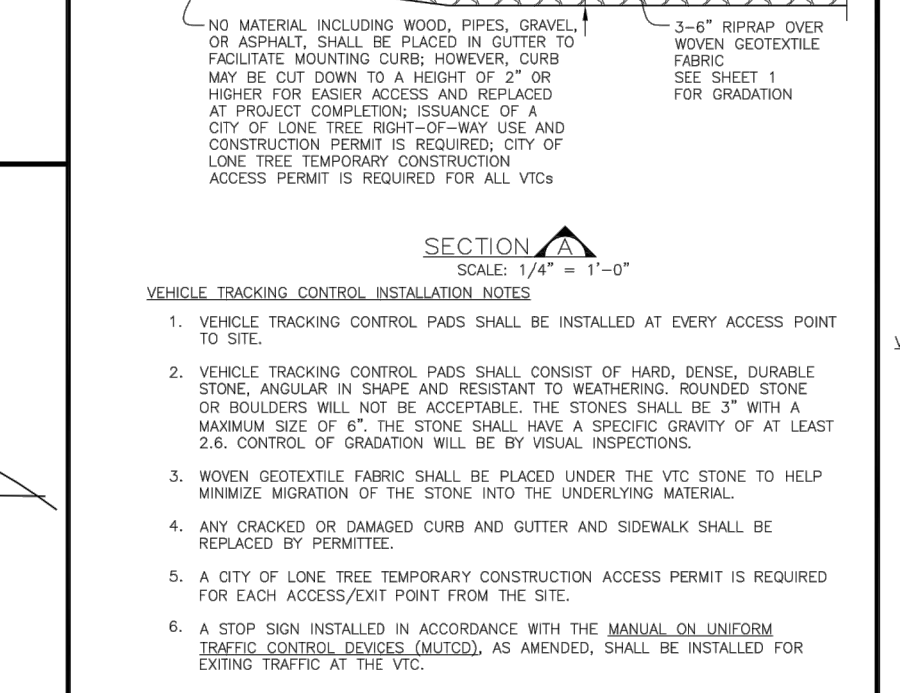 NO MATERIAL INCLUDING WOOD, PIPES, GRAVEL,
OR ASPHALT, SHALL BE PLACED IN GUTTER TO
FACILITATE MOUNTING CURB; HOWEVER, CURB
MAY BE CUT DOWN TO A HEIGHT OF 2" OR
HIGHER FOR EASIER ACCESS AND REPLACED
AT PROJECT COMPLETION; ISSUANCE OF A
CITY OF LONE TREE RIGHT-OF-WAY USE AND
CONSTRUCTION PERMIT IS REQUIRED; CITY OF
LONE TREE TEMPORARY CONSTRUCTION
ACCESS PERMIT IS REQUIRED FOR ALL VTCs
3-6" RIPRAP OVER
WOVEN GEOTEXTILE
FABRIC
SEE SHEET 1
FOR GRADATION
SECTION A
SCALE: 1/4" = 1'-0"
VEHICLE TRACKING CONTROL INSTALLATION NOTES
1. VEHICLE TRACKING CONTROL PADS SHALL BE INSTALLED AT EVERY ACCESS POINT
TO SITE.
2. VEHICLE TRACKING CONTROL PADS SHALL CONSIST OF HARD, DENSE, DURABLE
STONE, ANGULAR IN SHAPE AND RESISTANT TO WEATHERING. ROUNDED STONE
OR BOULDERS WILL NOT BE ACCEPTABLE. THE STONES SHALL BE 3" WITH A
MAXIMUM SIZE OF 6". THE STONE SHALL HAVE A SPECIFIC GRAVITY OF AT LEAST
2.6. CONTROL OF GRADATION WILL BE BY VISUAL INSPECTIONS.
3. WOVEN GEOTEXTILE FABRIC SHALL BE PLACED UNDER THE VTC STONE TO HELP
MINIMIZE MIGRATION OF THE STONE INTO THE UNDERLYING MATERIAL.
4. ANY CRACKED OR DAMAGED CURB AND GUTTER AND SIDEWALK SHALL BE
REPLACED BY PERMITTEE.
5. A CITY OF LONE TREE TEMPORARY CONSTRUCTION ACCESS PERMIT IS REQUIRED
FOR EACH ACCESS/EXIT POINT FROM THE SITE.
6. A STOP SIGN INSTALLED IN ACCORDANCE WITH THE MANUAL ON UNIFORM
TRAFFIC CONTROL DEVICES (MUTCD), AS AMENDED, SHALL BE INSTALLED FOR
EXITING TRAFFIC AT THE VTC.